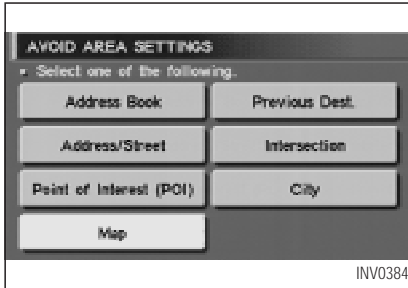 AVOID AREA SETTINGS
Select one of the following.
Address Book
Previous Dest.
Address/Street
Intersection
Point of Interest (POI)
City
Map
INV0384